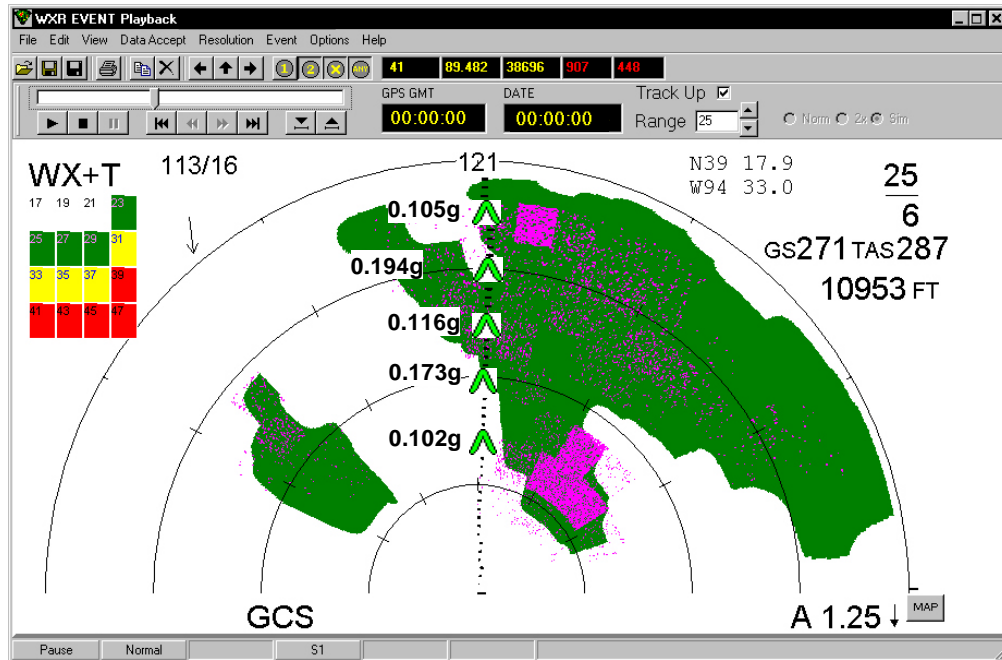 WXR EVENT Playback
File Edit View Data Accept Resolution Event Options Help
1 2 X ANY 41 89.482 38696 907 448
GPS GMT DATE Track Up
00:00:00 00:00:00 Range 25 Norm 2x Sim
WX+T 113/16 121 N39 17.9 25
W94 33.0 6
17 19 21 23
25 27 29 31
33 35 37 39
41 43 45 47
GS271 TAS287
10953 FT
0.105g
0.194g
0.116g
0.173g
0.102g
GCS A 1.25 ↓ MAP
Pause Normal S1